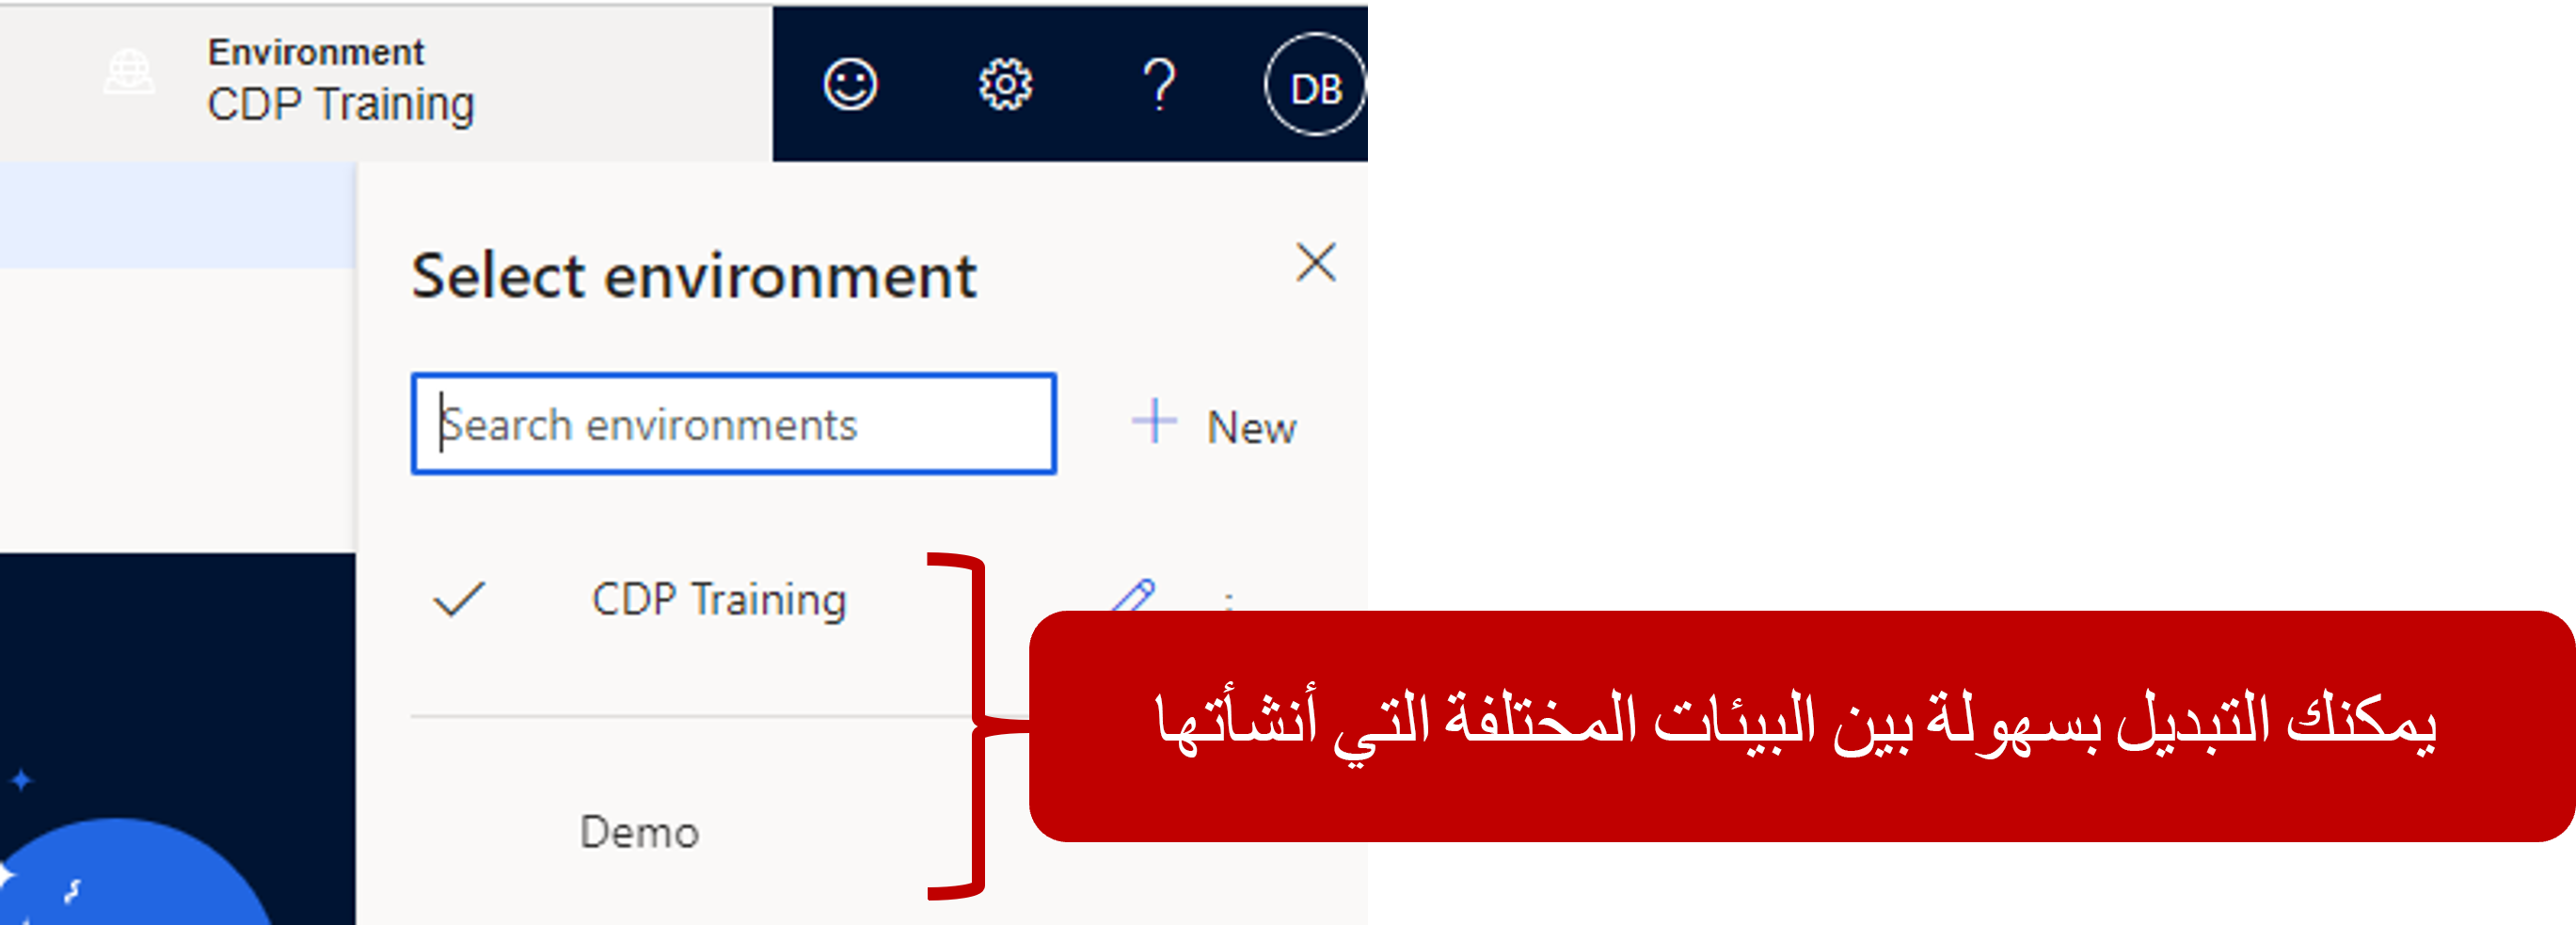 Environment
CDP Training
?
DB
Select environment
Search environments
New
CDP Training
يمكنك التبديل بسهولة بين البيئات المختلفة التي أنشأتها
Demo